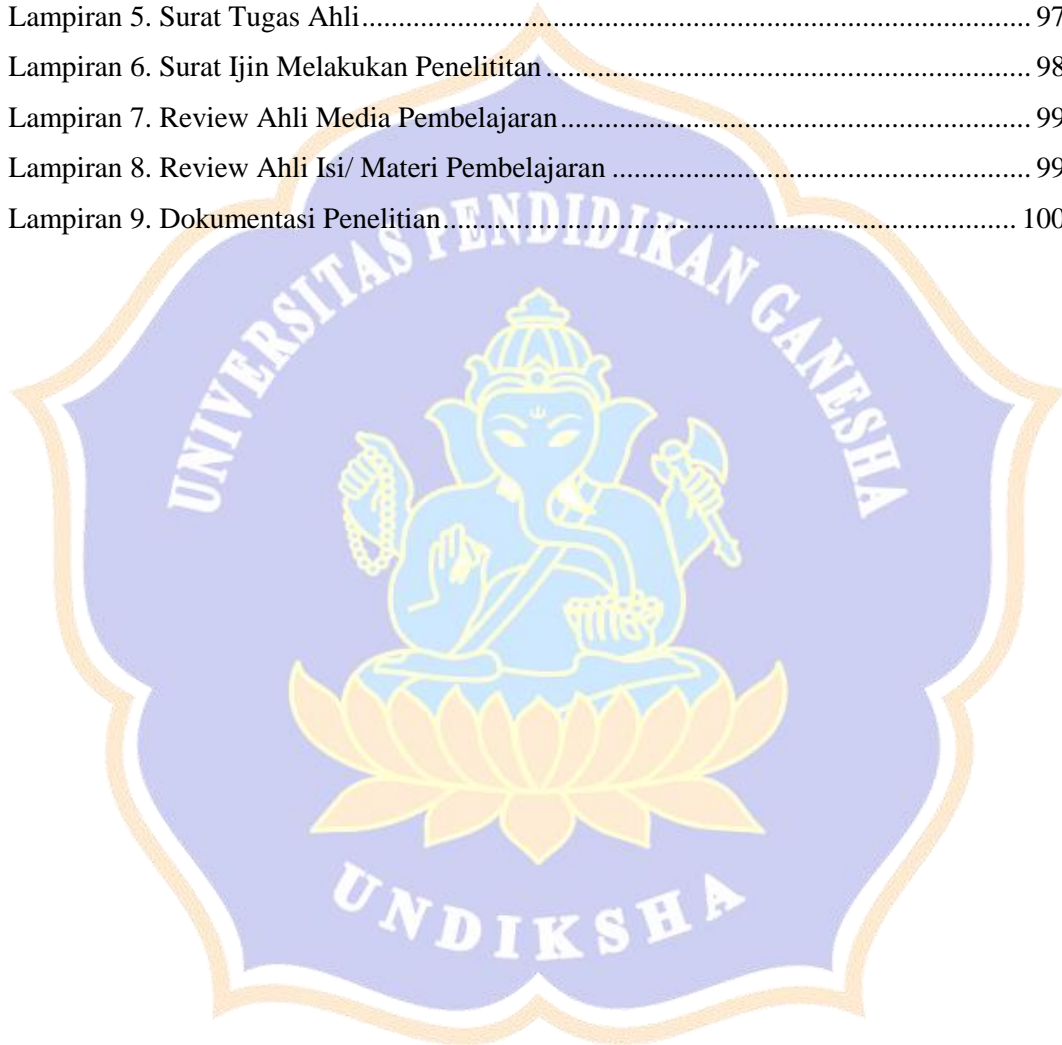 Lampiran 5. Surat Tugas Ahli.......................................................................................... 97
Lampiran 6. Surat Ijin Melakukan Penelititan................................................................. 98
Lampiran 7. Review Ahli Media Pembelajaran............................................................... 99
Lampiran 8. Review Ahli Isi/ Materi Pembelajaran ........................................................ 99
Lampiran 9. Dokumentasi Penelitian............................................................................... 100
UNIVERSITAS PENDIDIKAN GANESHA
UNDIKSHA